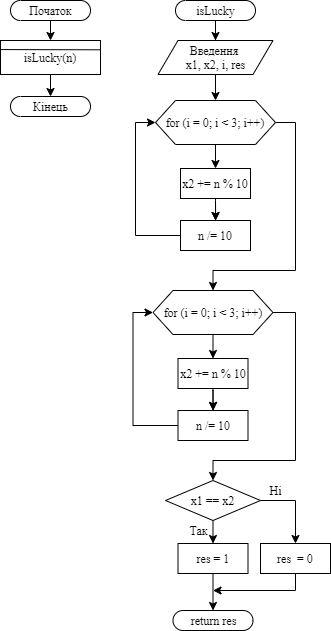 Початок
isLucky(n)
Кінець
isLucky
Введення
x1, x2, i, res
for (i = 0; i < 3; i++)
x2 += n % 10
n /= 10
for (i = 0; i < 3; i++)
x2 += n % 10
n /= 10
x1 == x2
Ні
Так
res = 1
res = 0
return res